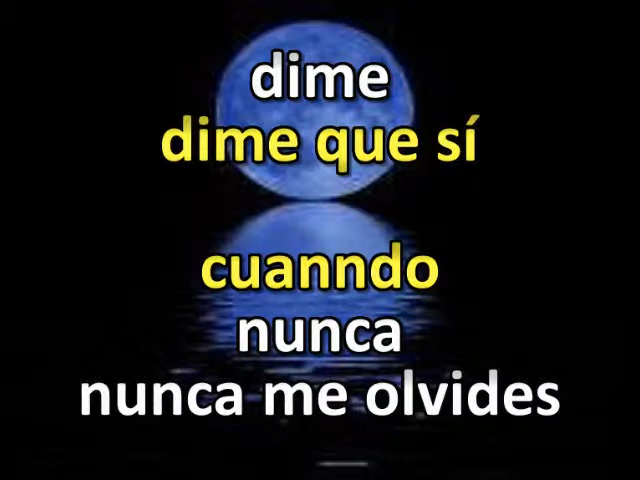 dime
dime que sí
cuanndo
nunca
nunca me olvides